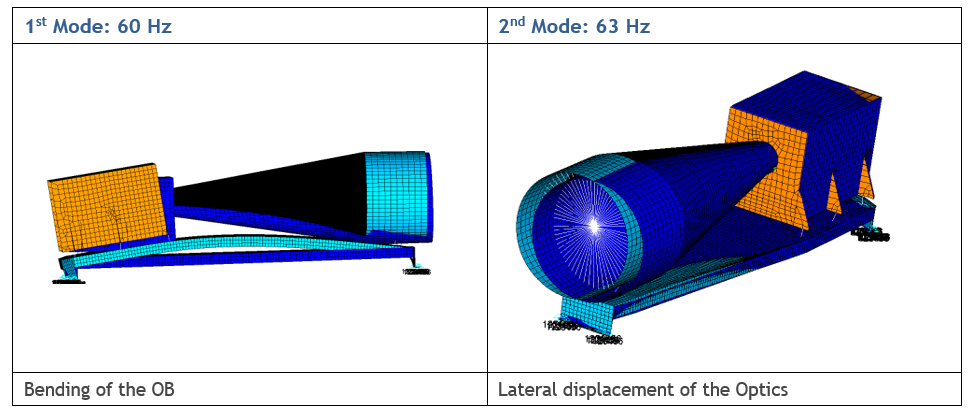 1st Mode: 60 Hz
2nd Mode: 63 Hz
Bending of the OB
Lateral displacement of the Optics